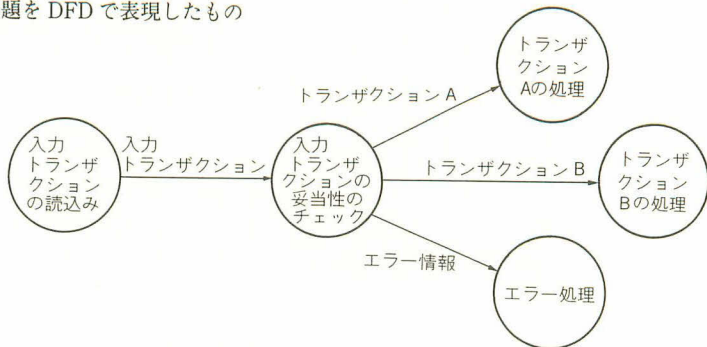 題を DFD で表現したもの
トランザ
クション
Aの処理
トランザクション A
入力
トランザ
クション
の読込み
入力
トランザクション
入力
トランザ
クションの
妥当性の
チェック
トランザクション B
トランザ
クション
Bの処理
エラー情報
エラー処理